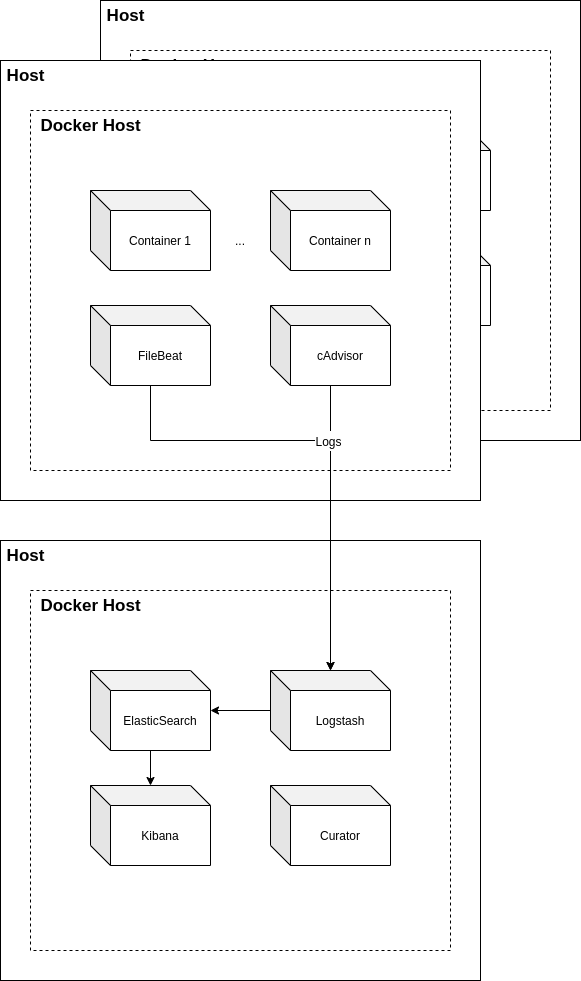 Host
Host
Docker Host
Container 1
...
Container n
FileBeat
cAdvisor
Logs
Host
Docker Host
ElasticSearch
Logstash
Kibana
Curator